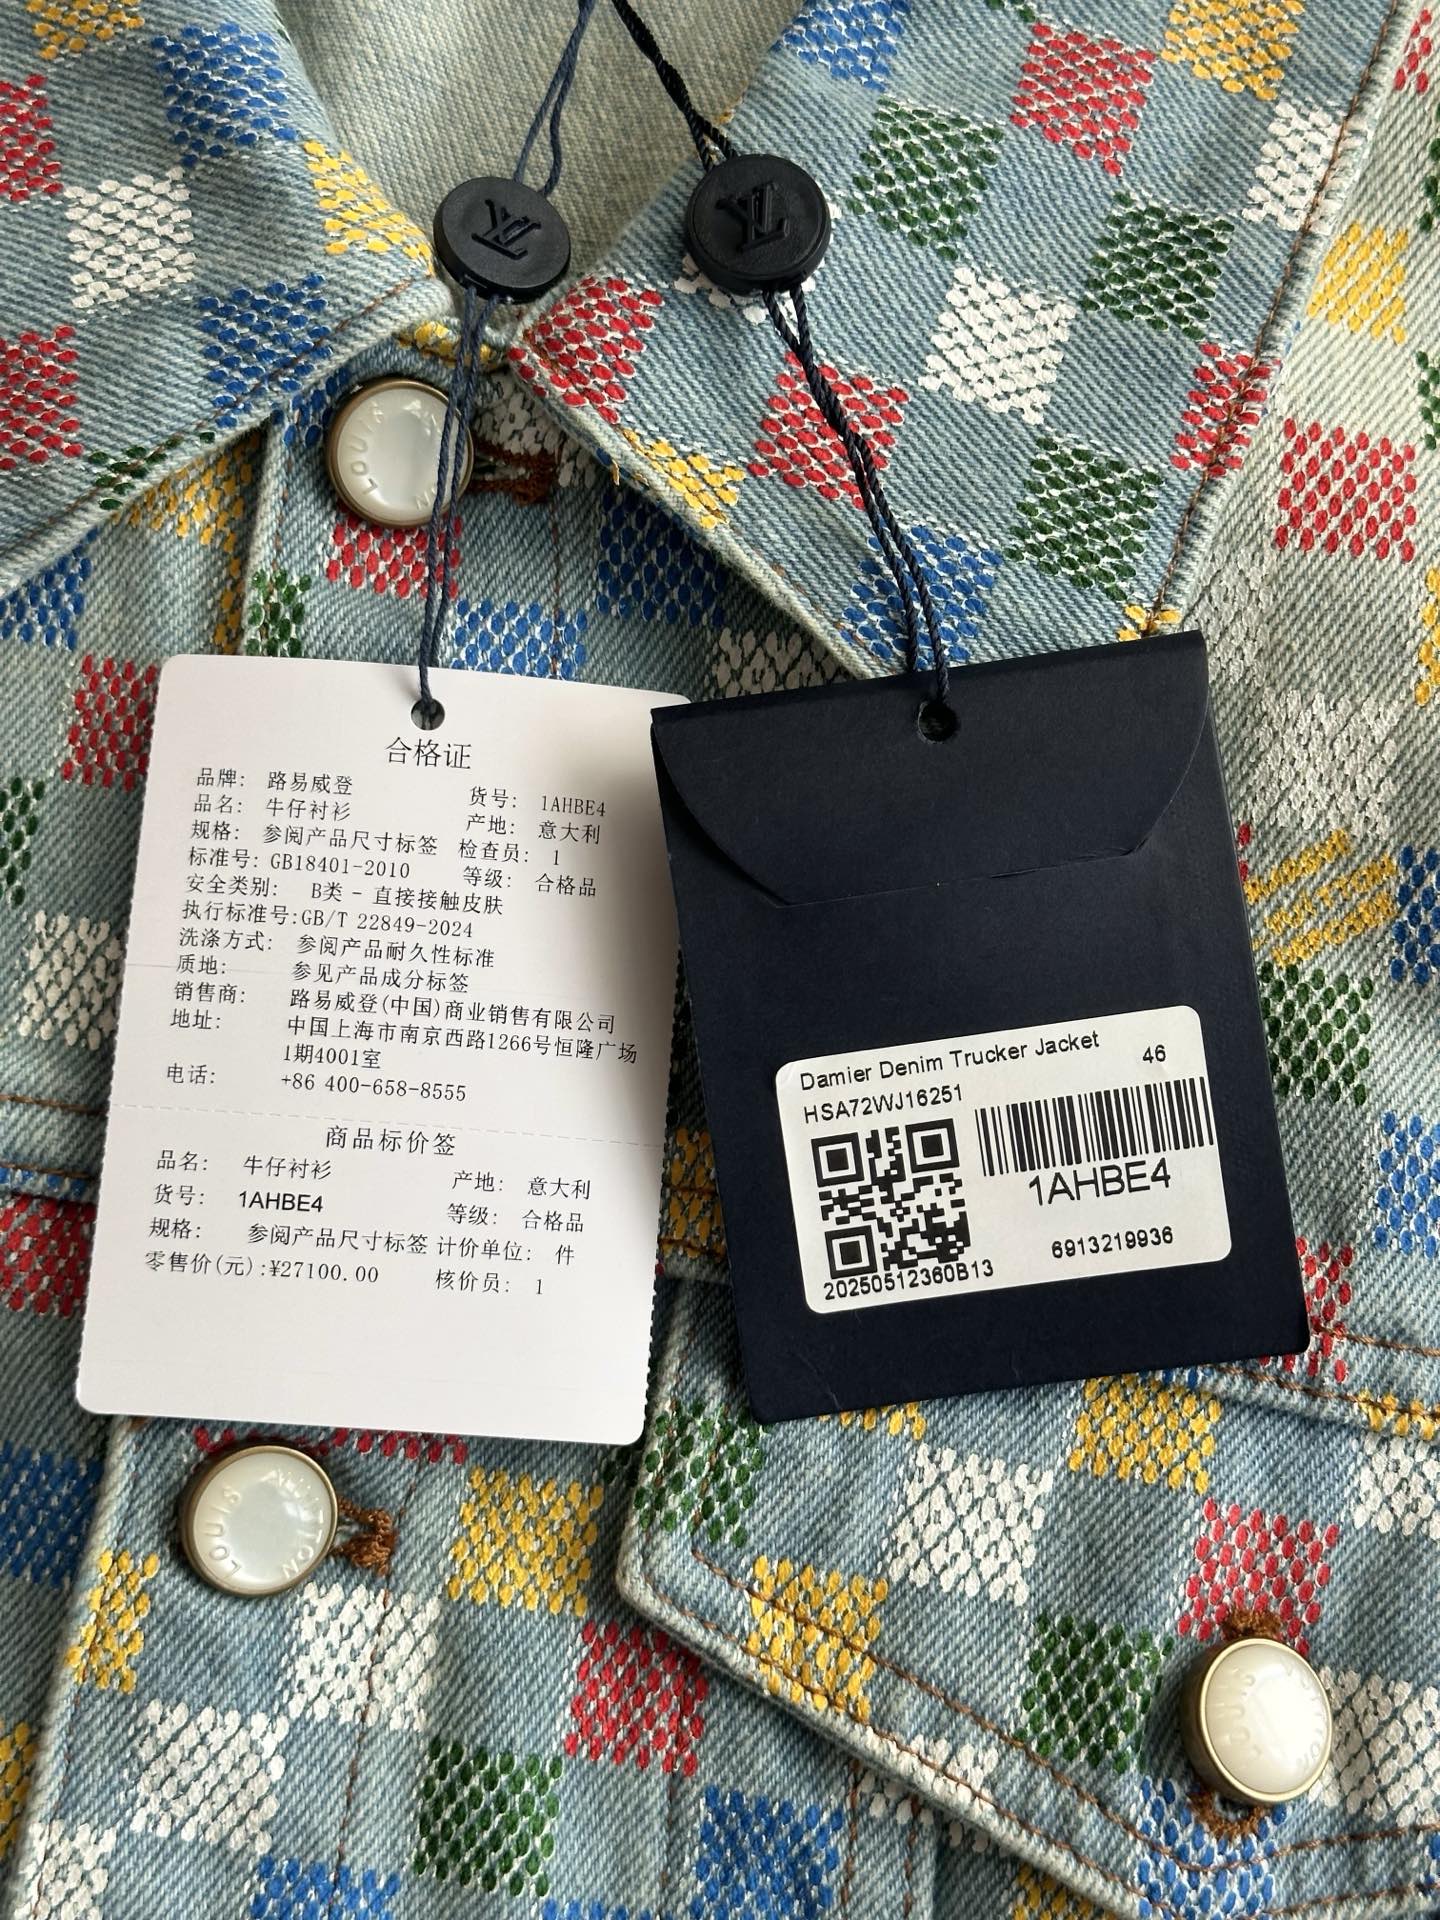 合格证
品牌: 路易威登 货号: 1AHBE4
品名: 牛仔衬衫 产地: 意大利
规格: 参阅产品尺寸标签 检查员: 1
标准号: GB18401-2010 等级: 合格品
安全类别: B类 - 直接接触皮肤
执行标准号:GB/T 22849-2024
洗涤方式: 参阅产品耐久性标准
质地: 参见产品成分标签
销售商: 路易威登(中国)商业销售有限公司
地址: 中国上海市南京西路1266号恒隆广场
1期4001室
电话: +86 400-658-8555
商品标价签
品名: 牛仔衬衫 产地: 意大利
货号: 1AHBE4 等级: 合格品
规格: 参阅产品尺寸标签 计价单位: 件
零售价(元):¥27100.00 核价员: 1
Damier Denim Trucker Jacket 46
HSA72WJ16251
1AHBE4
6913219936
20250512360B13
LV
LV
LOUIS
LOUIS VUITTON
LOUIS